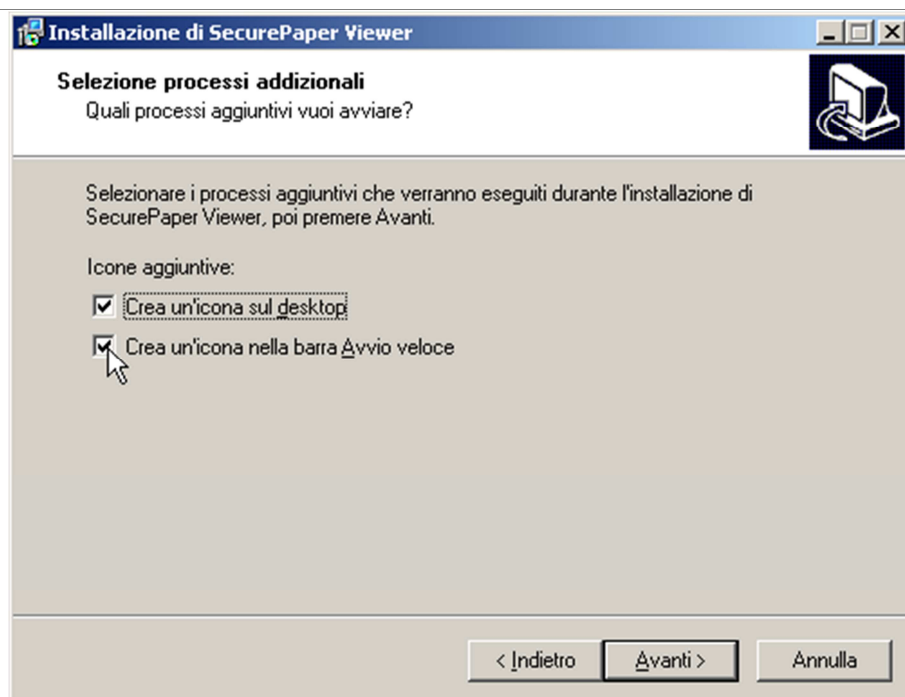 Installazione di SecurePaper Viewer
Selezione processi addizionali
Quali processi aggiuntivi vuoi avviare?
Selezionare i processi aggiuntivi che verranno eseguiti durante l'installazione di
SecurePaper Viewer, poi premere Avanti.
Icone aggiuntive:
Crea un'icona sul desktop
Crea un'icona nella barra Avvio veloce
< Indietro
Avanti >
Annulla